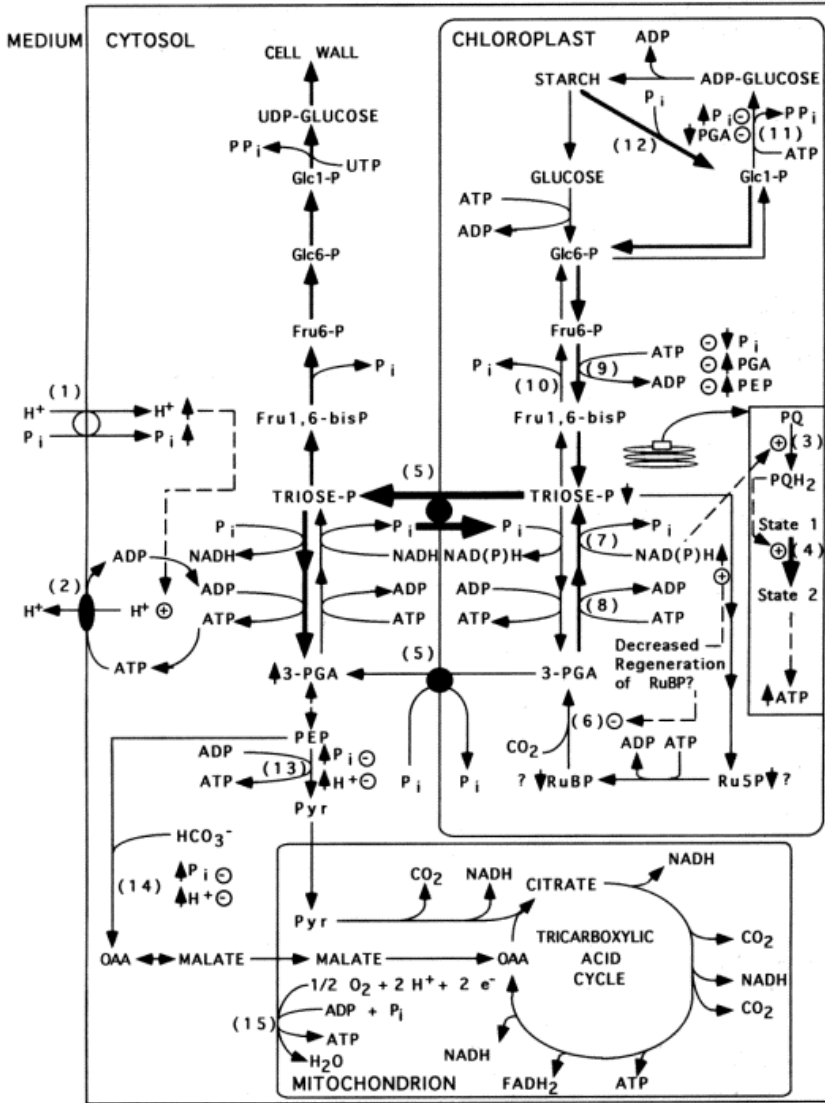 MEDIUM
CYTOSOL
CELL WALL
UDP-GLUCOSE
PPi
UTP
Glc1-P
Glc6-P
Fru6-P
Pi
Fru1,6-bisP
(1)
H+ H+
Pi Pi
(5)
TRIOSE-P
Pi Pi
NADH NADH
(2)
ADP
H+ H+ ⊕
ATP
ADP ADP
ATP ATP
(5)
3-PGA
Pi Pi
PEP
ADP Pi ⊖
(13)
ATP H+ ⊖
Pyr
HCO3-
Pi ⊖
(14)
H+ ⊖
OAA MALATE
CHLOROPLAST
ADP
STARCH ADP-GLUCOSE
Pi
Pi ⊖ PPi
PGA ⊖ (11)
(12)
ATP
GLUCOSE Glc1-P
ATP
ADP
Glc6-P
Fru6-P
ATP ⊖ Pi
Pi (9) ⊖ PGA
(10) ADP ⊖ PEP
Fru1,6-bisP
TRIOSE-P
Pi (7) Pi
NAD(P)H NAD(P)H
⊕
ADP (8) ADP
ATP ATP
Decreased
Regeneration
of RuBP?
3-PGA
(6) ⊖
CO2
ADP ATP
? RuBP Ru5P ?
PQ
⊕ (3)
PQH2
State 1
⊕ (4)
State 2
ATP
CO2 NADH
Pyr CITRATE NADH
TRICARBOXYLIC
ACID
CYCLE
CO2
NADH
CO2
MALATE OAA
1/2 O2 + 2 H+ + 2 e-
ADP + Pi
(15)
ATP
H2O
NADH
FADH2 ATP
MITOCHONDRION